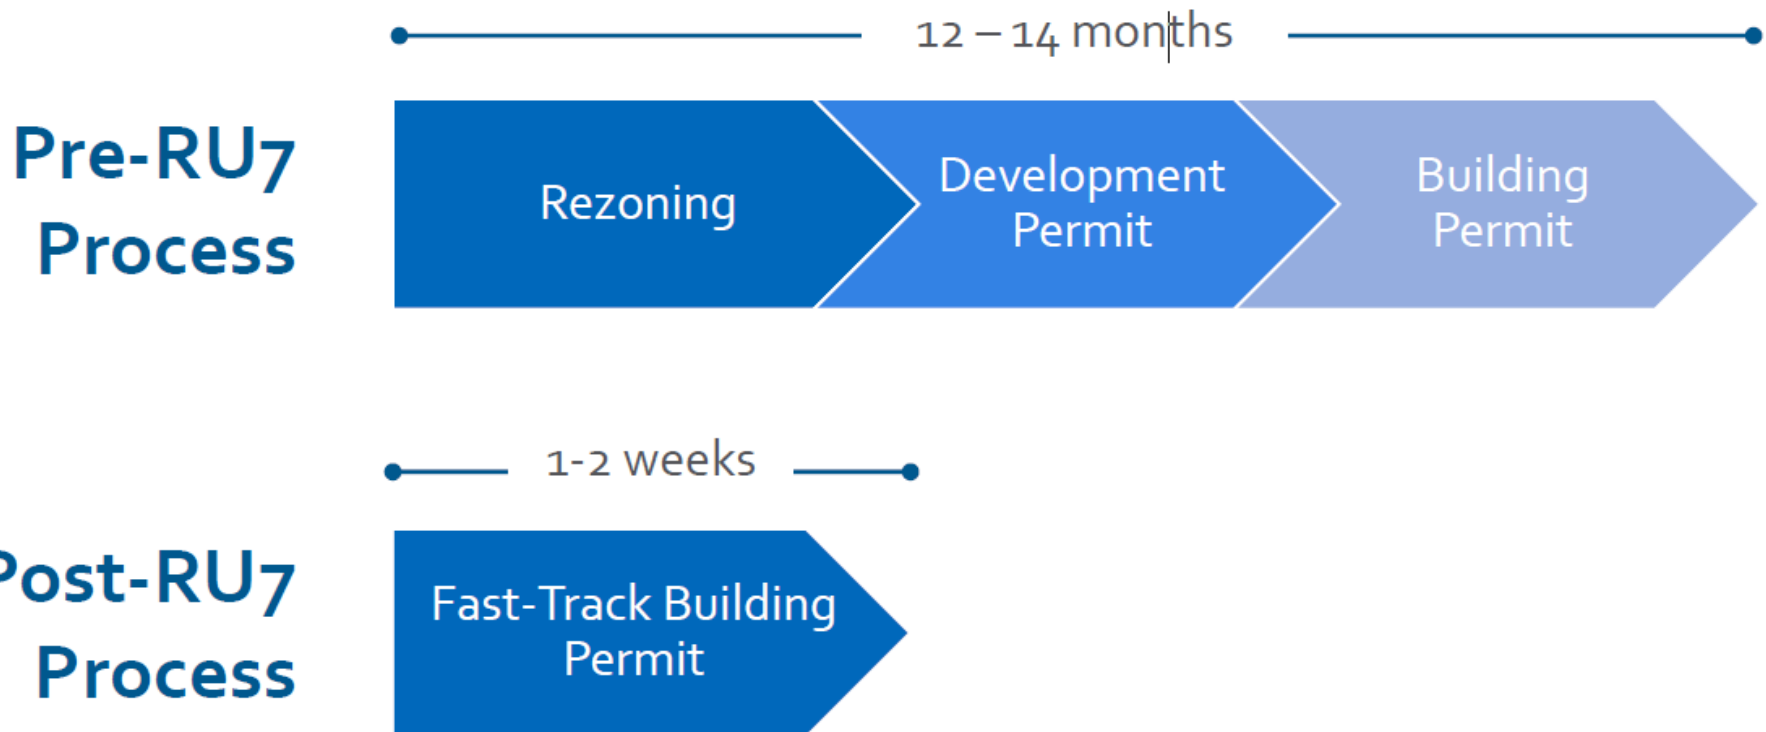 12 – 14 months
Pre-RU7
Process
Rezoning
Development
Permit
Building
Permit
1-2 weeks
Post-RU7
Process
Fast-Track Building
Permit